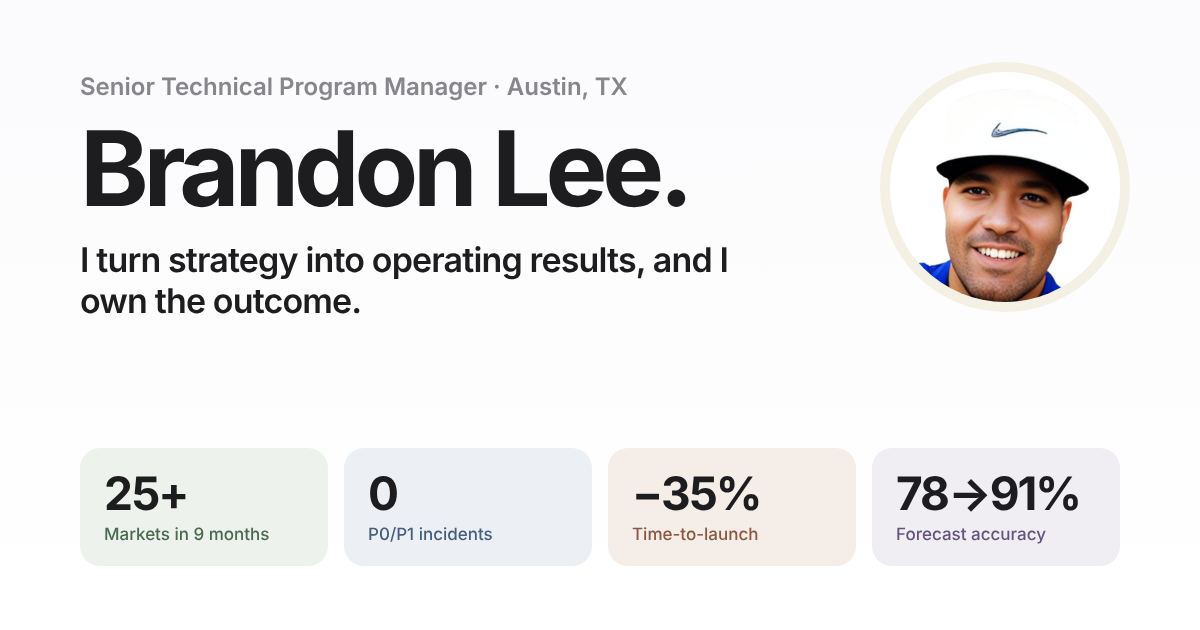 Senior Technical Program Manager · Austin, TX
Brandon Lee.
I turn strategy into operating results, and I
own the outcome.
25+
Markets in 9 months
0
P0/P1 incidents
–35%
Time-to-launch
78→91%
Forecast accuracy